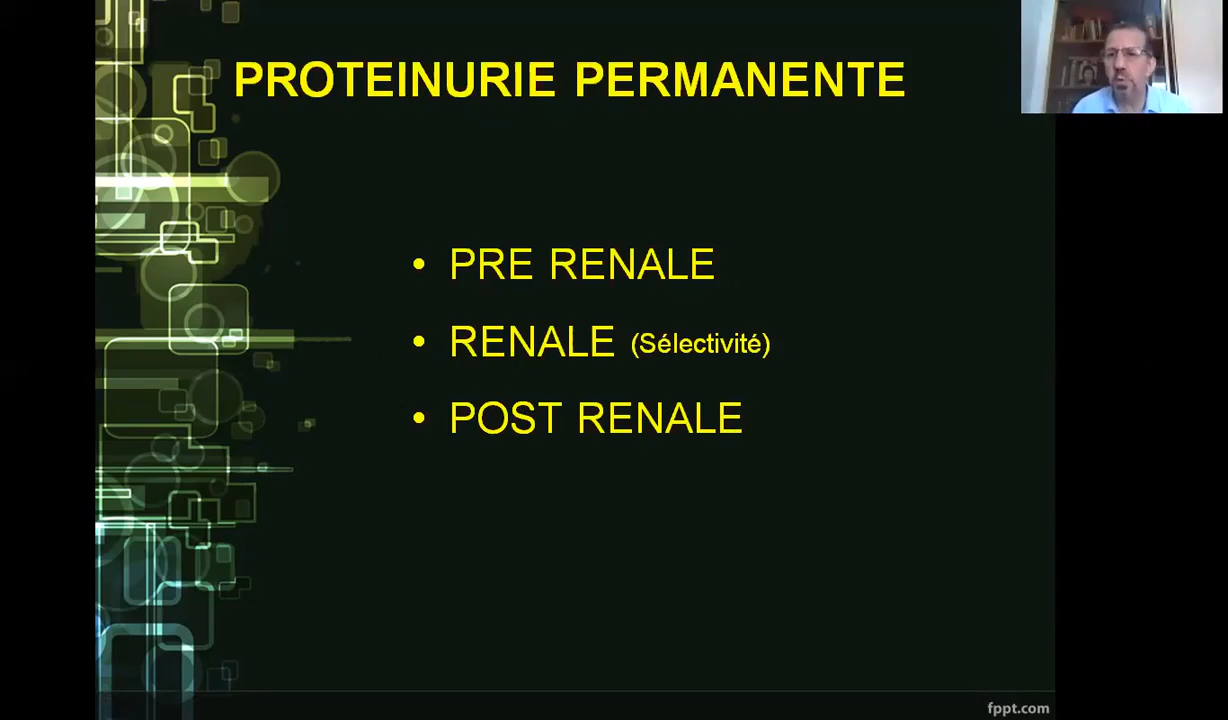 PROTEINURIE PERMANENTE
• PRE RENALE
• RENALE (Sélectivité)
• POST RENALE
fppt.com